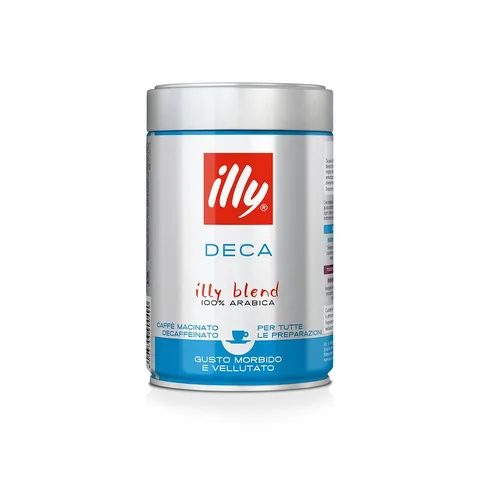 illy®
DECA
illy blend
100% ARABICA
CAFFÈ MACINATO
DECAFFEINATO
PER TUTTE
LE PREPARAZIONI
GUSTO MORBIDO
E VELLUTATO